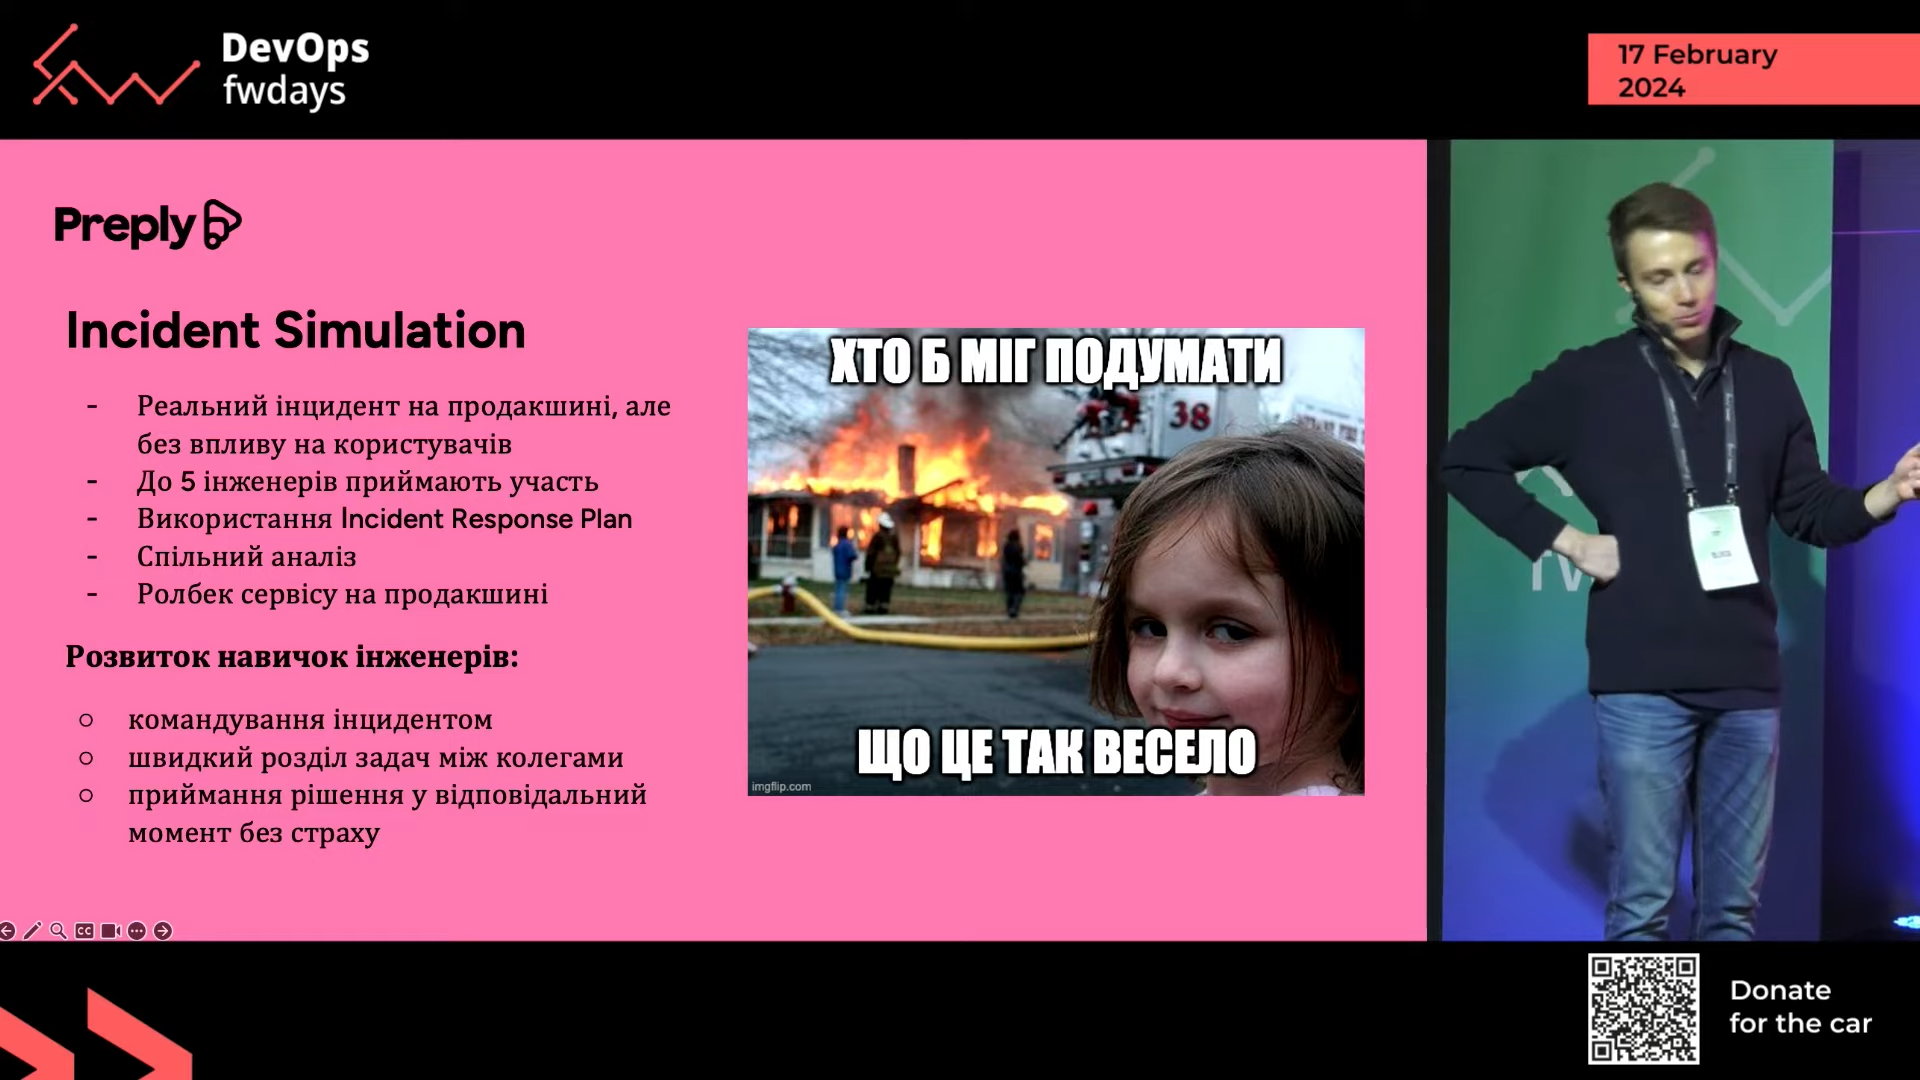 DevOps
fwdays
17 February
2024
Preply
Incident Simulation
- Реальний інцидент на продакшині, але
без впливу на користувачів
- До 5 інженерів приймають участь
- Використання Incident Response Plan
- Спільний аналіз
- Ролбек сервісу на продакшині
Розвиток навичок інженерів:
○ командування інцидентом
○ швидкий розділ задач між колегами
○ приймання рішення у відповідальний
момент без страху
ХТО Б МІГ ПОДУМАТИ
38
ЩО ЦЕ ТАК ВЕСЕЛО
imgflip.com
CC
Donate
for the car